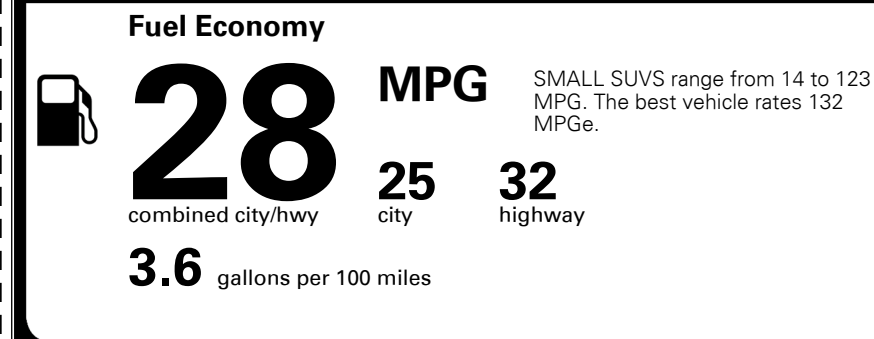 Fuel Economy
28
MPG
SMALL SUVS range from 14 to 123
MPG. The best vehicle rates 132
MPGe.
25 32
combined city/hwy city highway
3.6 gallons per 100 miles